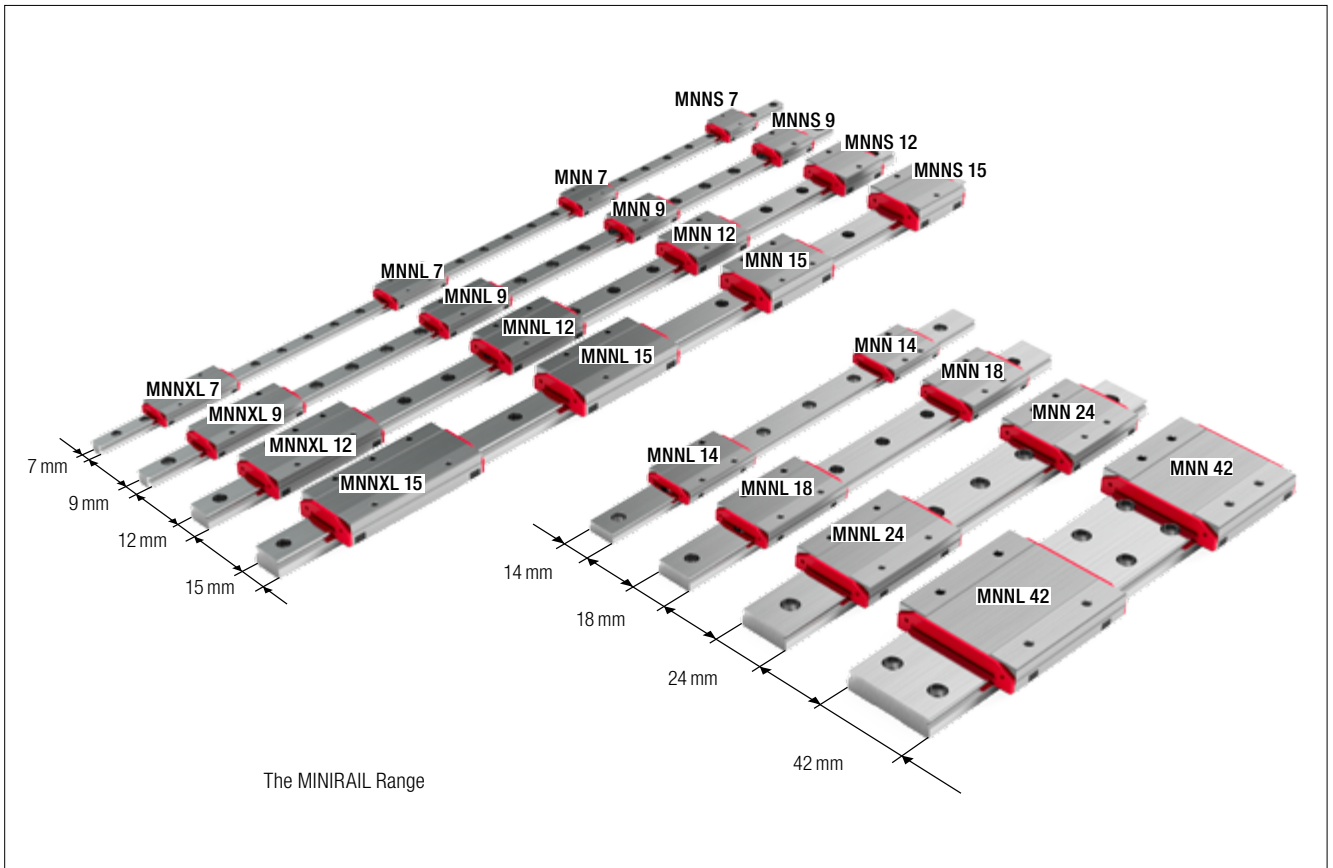 MNNS 7
MNNS 9
MNNS 12
MNNS 15
MNN 7
MNN 9
MNN 12
MNN 15
MNNL 7
MNNL 9
MNNL 12
MNNL 15
MNNXL 7
MNNXL 9
MNNXL 12
MNNXL 15
7 mm
9 mm
12 mm
15 mm
MNN 14
MNN 18
MNN 24
MNN 42
MNNL 14
MNNL 18
MNNL 24
MNNL 42
14 mm
18 mm
24 mm
42 mm
The MINIRAIL Range